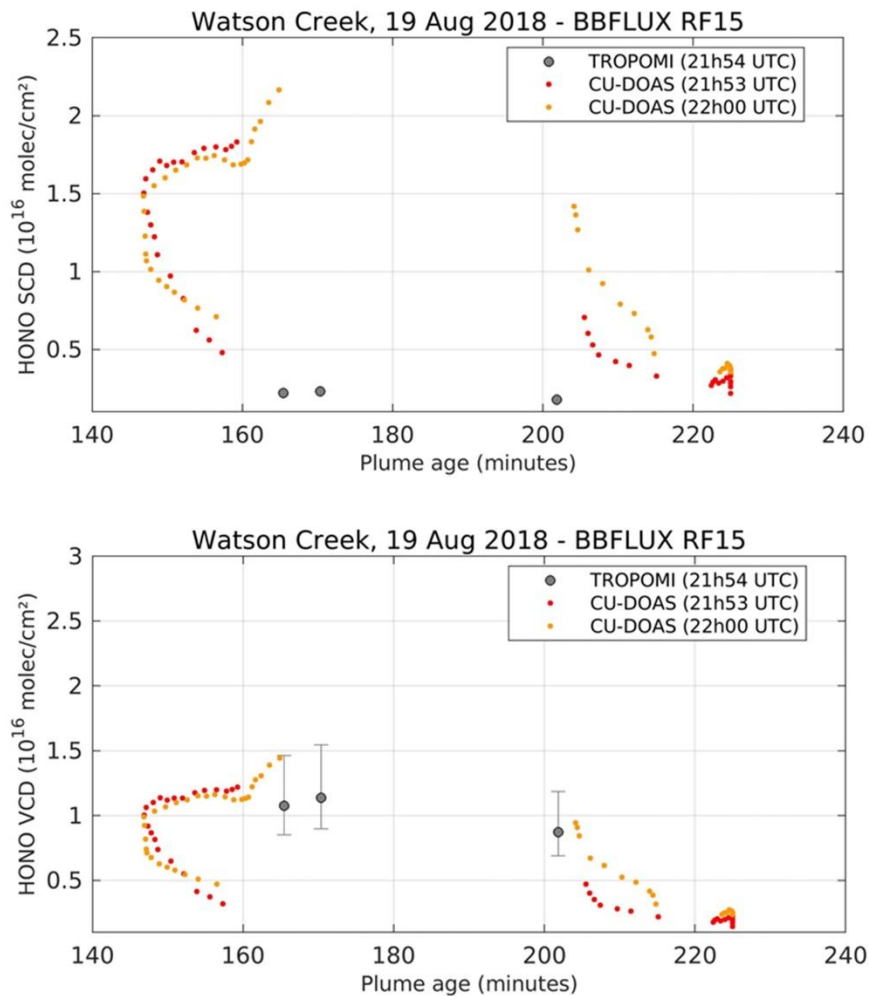 Watson Creek, 19 Aug 2018 - BBFLUX RF15
TROPOMI (21h54 UTC)
CU-DOAS (21h53 UTC)
CU-DOAS (22h00 UTC)
HONO SCD (10¹⁶ molec/cm²)
2.5
2
1.5
1
0.5
140 160 180 200 220 240
Plume age (minutes)
Watson Creek, 19 Aug 2018 - BBFLUX RF15
TROPOMI (21h54 UTC)
CU-DOAS (21h53 UTC)
CU-DOAS (22h00 UTC)
HONO VCD (10¹⁶ molec/cm²)
3
2.5
2
1.5
1
0.5
140 160 180 200 220 240
Plume age (minutes)